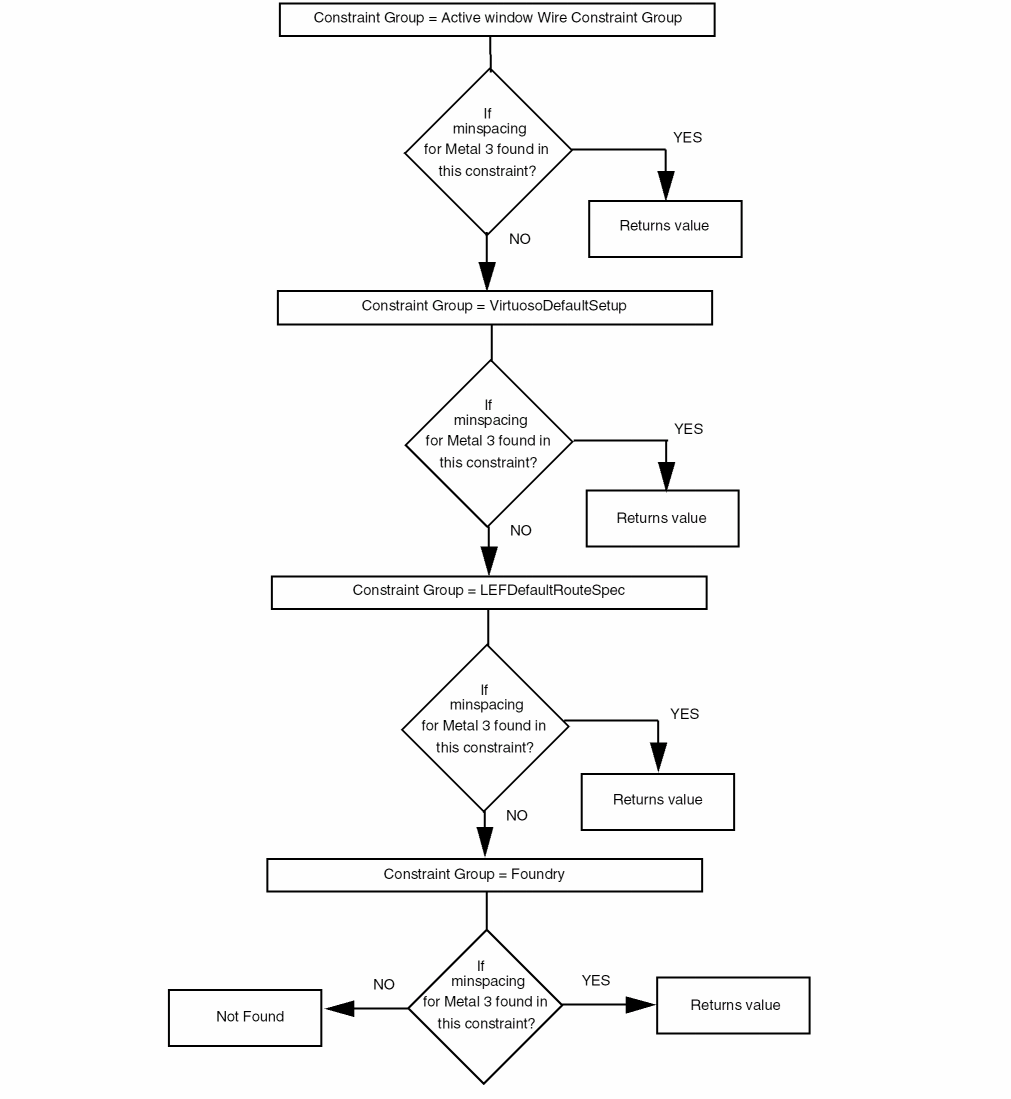 Constraint Group = Active window Wire Constraint Group
If
minspacing
for Metal 3 found in
this constraint?
YES
Returns value
NO
Constraint Group = VirtuosoDefaultSetup
If
minspacing
for Metal 3 found in
this constraint?
YES
Returns value
NO
Constraint Group = LEFDefaultRouteSpec
If
minspacing
for Metal 3 found in
this constraint?
YES
Returns value
NO
Constraint Group = Foundry
If
minspacing
for Metal 3 found in
this constraint?
NO
YES
Not Found
Returns value